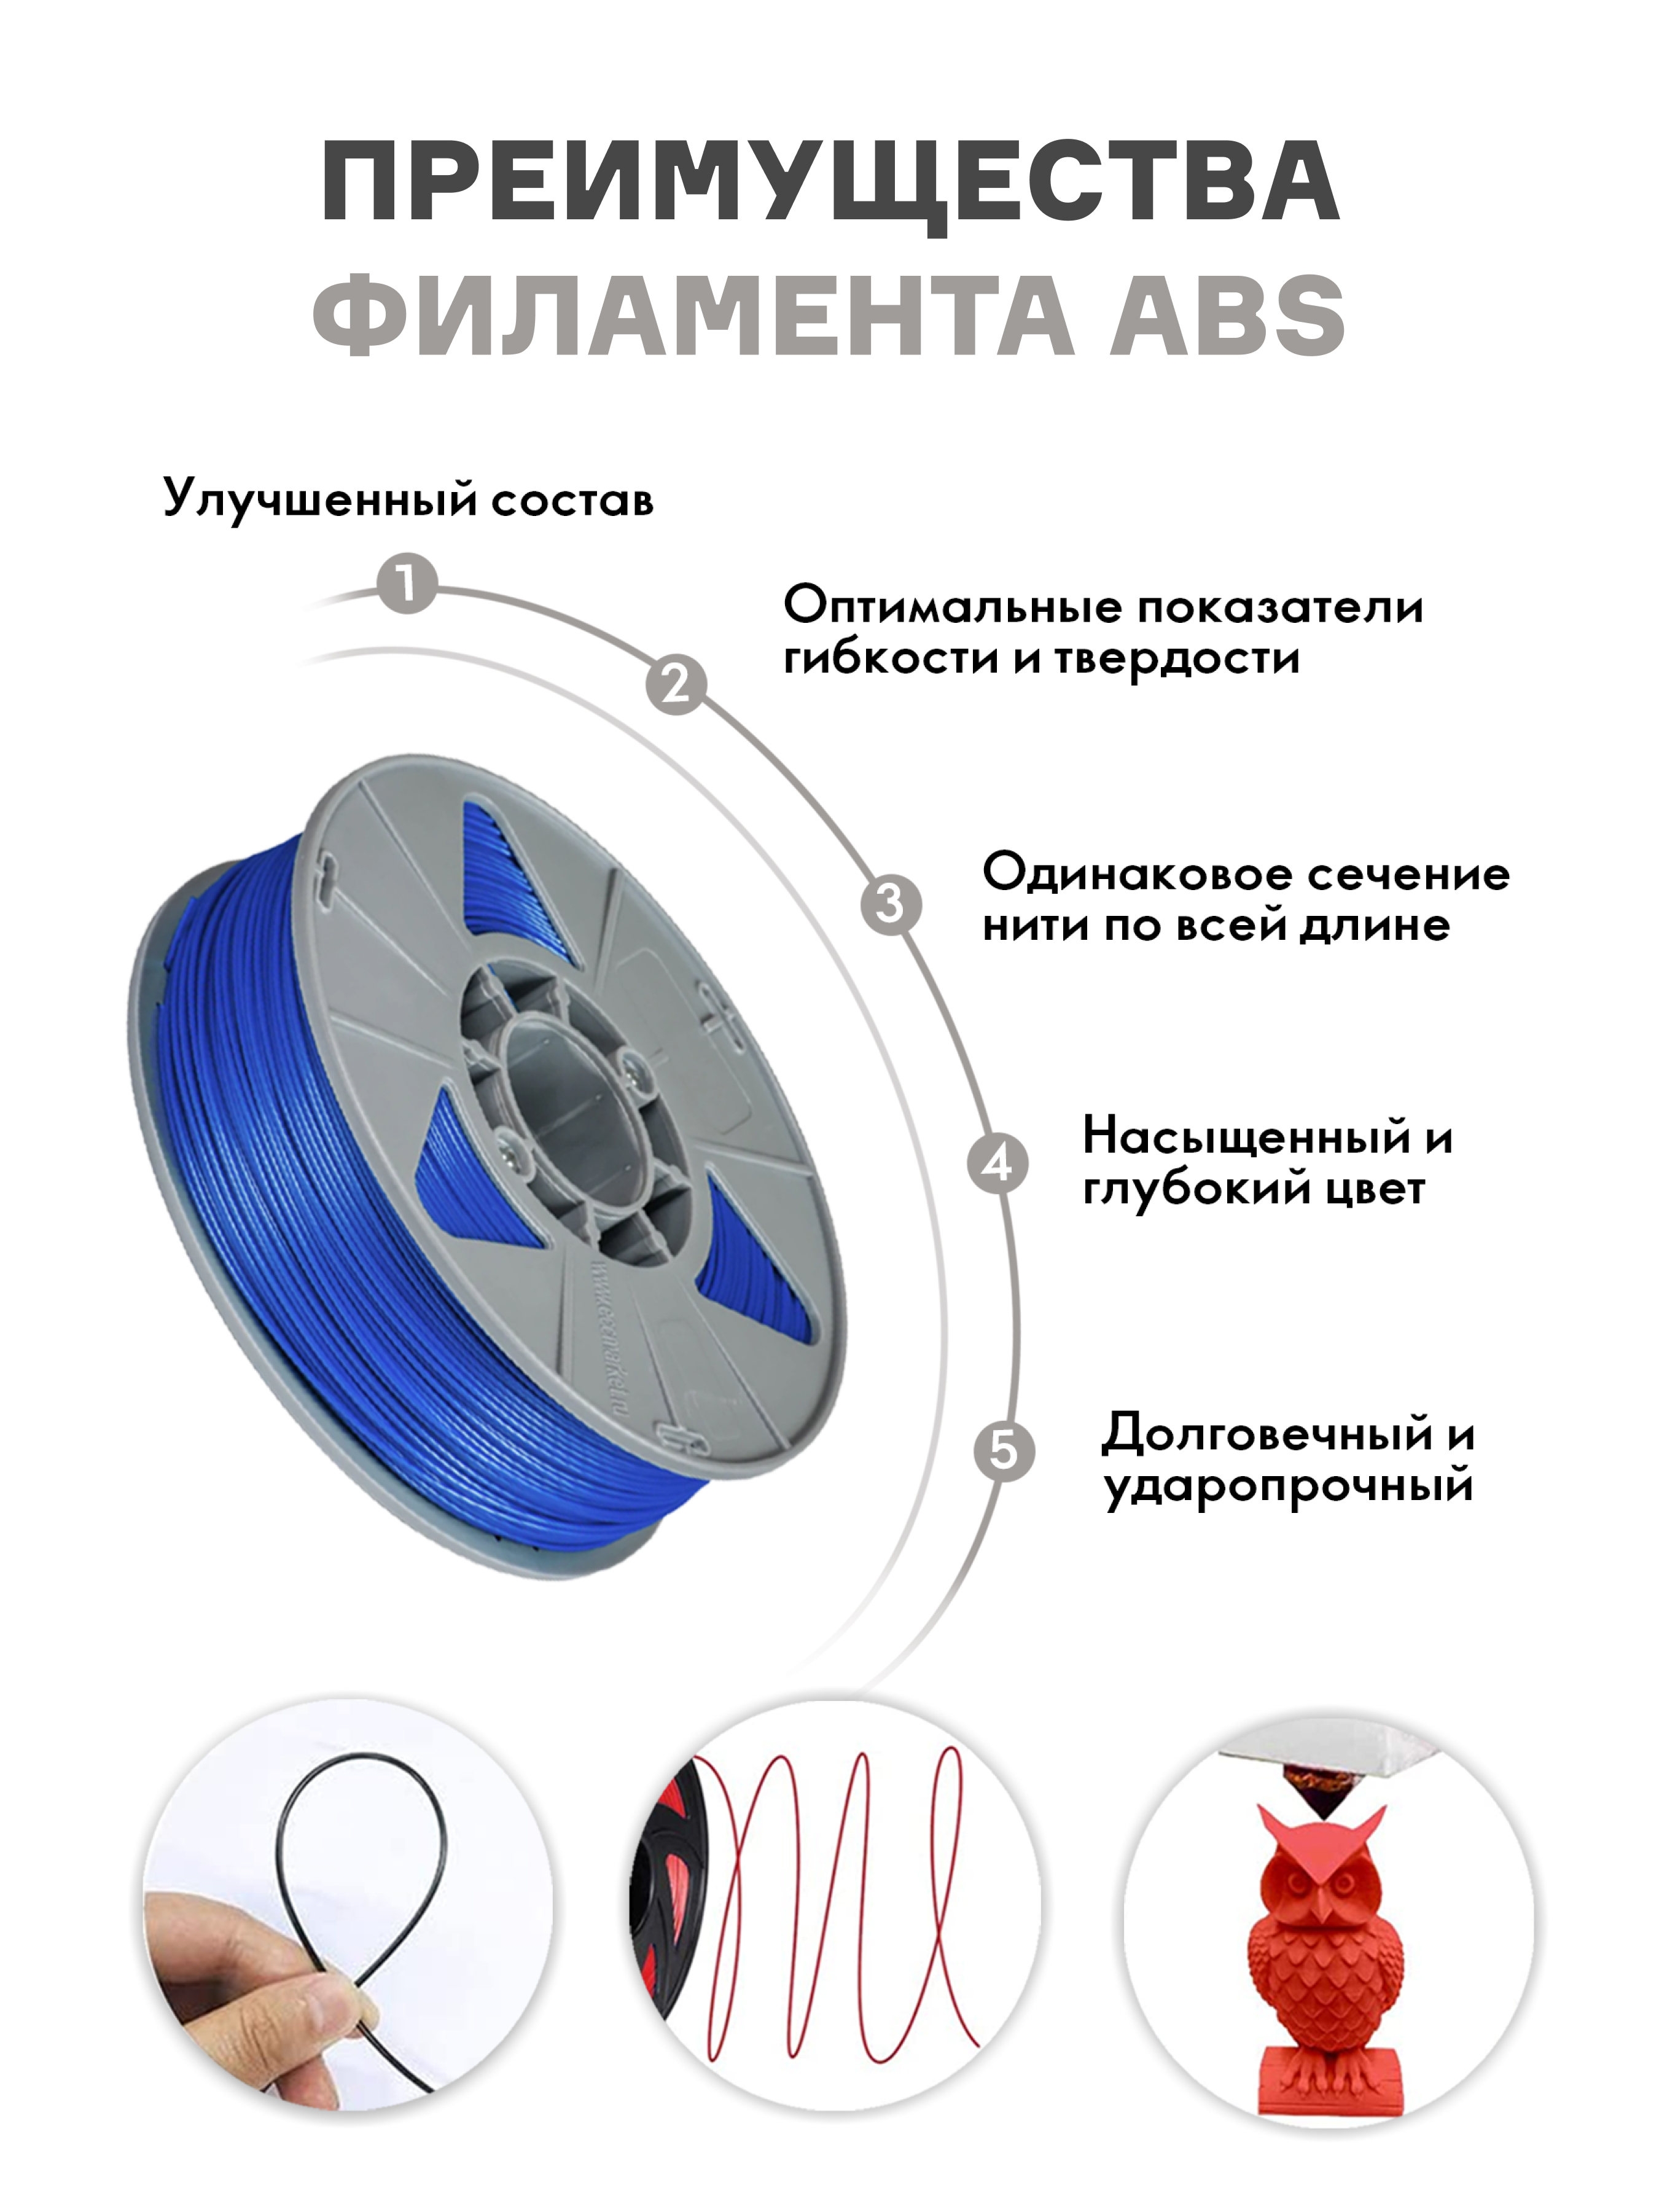 ПРЕИМУЩЕСТВА
ФИЛАМЕНТА ABS
Улучшенный состав
1
Оптимальные показатели
гибкости и твердости
2
Одинаковое сечение
нити по всей длине
3
Насыщенный и
глубокий цвет
4
Долговечный и
ударопрочный
5